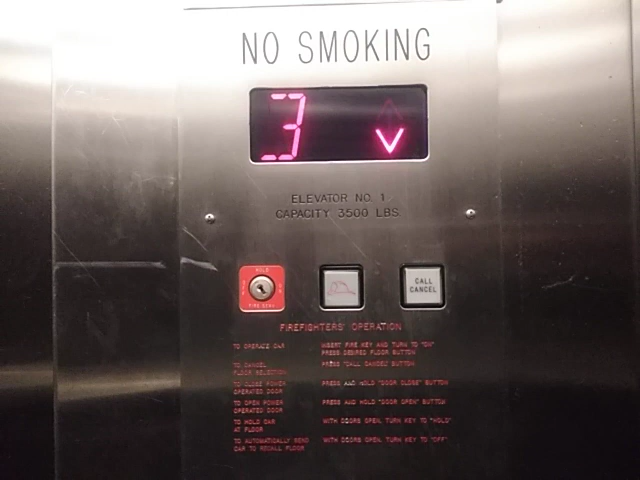 NO SMOKING
3
ELEVATOR NO. 1
CAPACITY 3500 LBS.
HOLD
FIRE SERV
CALL
CANCEL
FIREFIGHTERS' OPERATION
TO OPERATE CAR INSERT FIRE KEY AND TURN TO "ON"
PRESS DESIRED FLOOR BUTTON
TO CANCEL PRESS "CALL CANCEL" BUTTON
FLOOR SELECTION
TO CLOSE POWER PRESS AND HOLD "DOOR CLOSE" BUTTON
OPERATED DOOR
TO OPEN POWER PRESS AND HOLD "DOOR OPEN" BUTTON
OPERATED DOOR
TO HOLD CAR WITH DOORS OPEN, TURN KEY TO "HOLD"
AT FLOOR
TO AUTOMATICALLY SEND WITH DOORS OPEN, TURN KEY TO "OFF"
CAR TO RECALL FLOOR